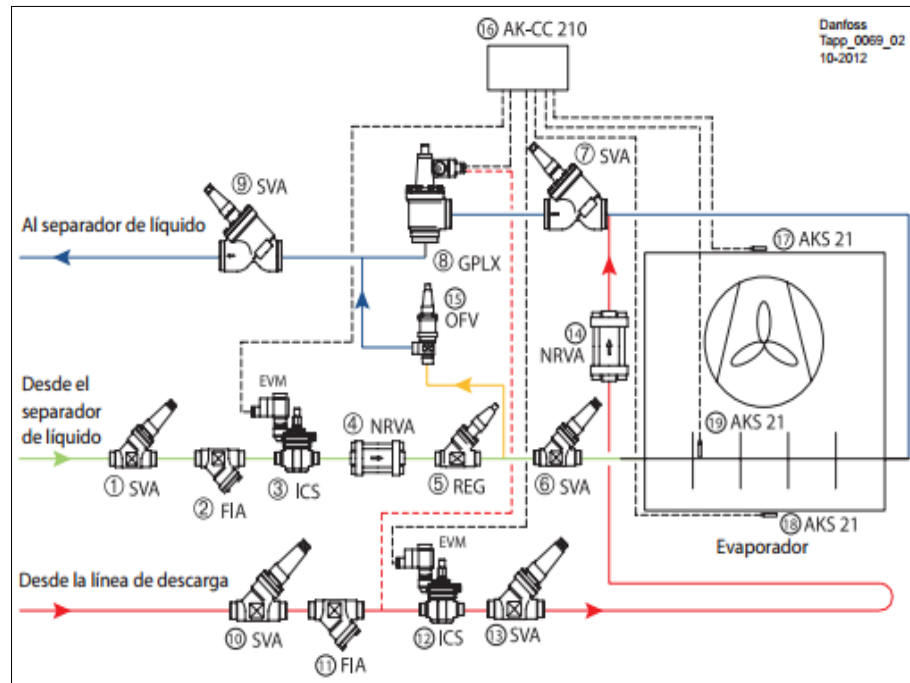 ⑯ AK-CC 210
Danfoss
Tapp_0069_02
10-2012
⑦ SVA
⑨ SVA
Al separador de líquido
⑧ GPLX
⑰ AKS 21
⑮
OFV
⑭
NRVA
Desde el
separador
de líquido
EVM
④ NRVA
⑲ AKS 21
① SVA
② FIA
③ ICS
⑤ REG
⑥ SVA
⑱ AKS 21
Evaporador
EVM
Desde la línea de descarga
⑩ SVA
⑪ FIA
⑫ ICS
⑬ SVA